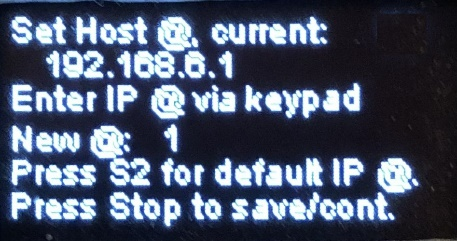 Set Host @, current:
192.168.6.1
Enter IP @ via keypad
New @: 1
Press S2 for default IP @.
Press Stop to save/cont.